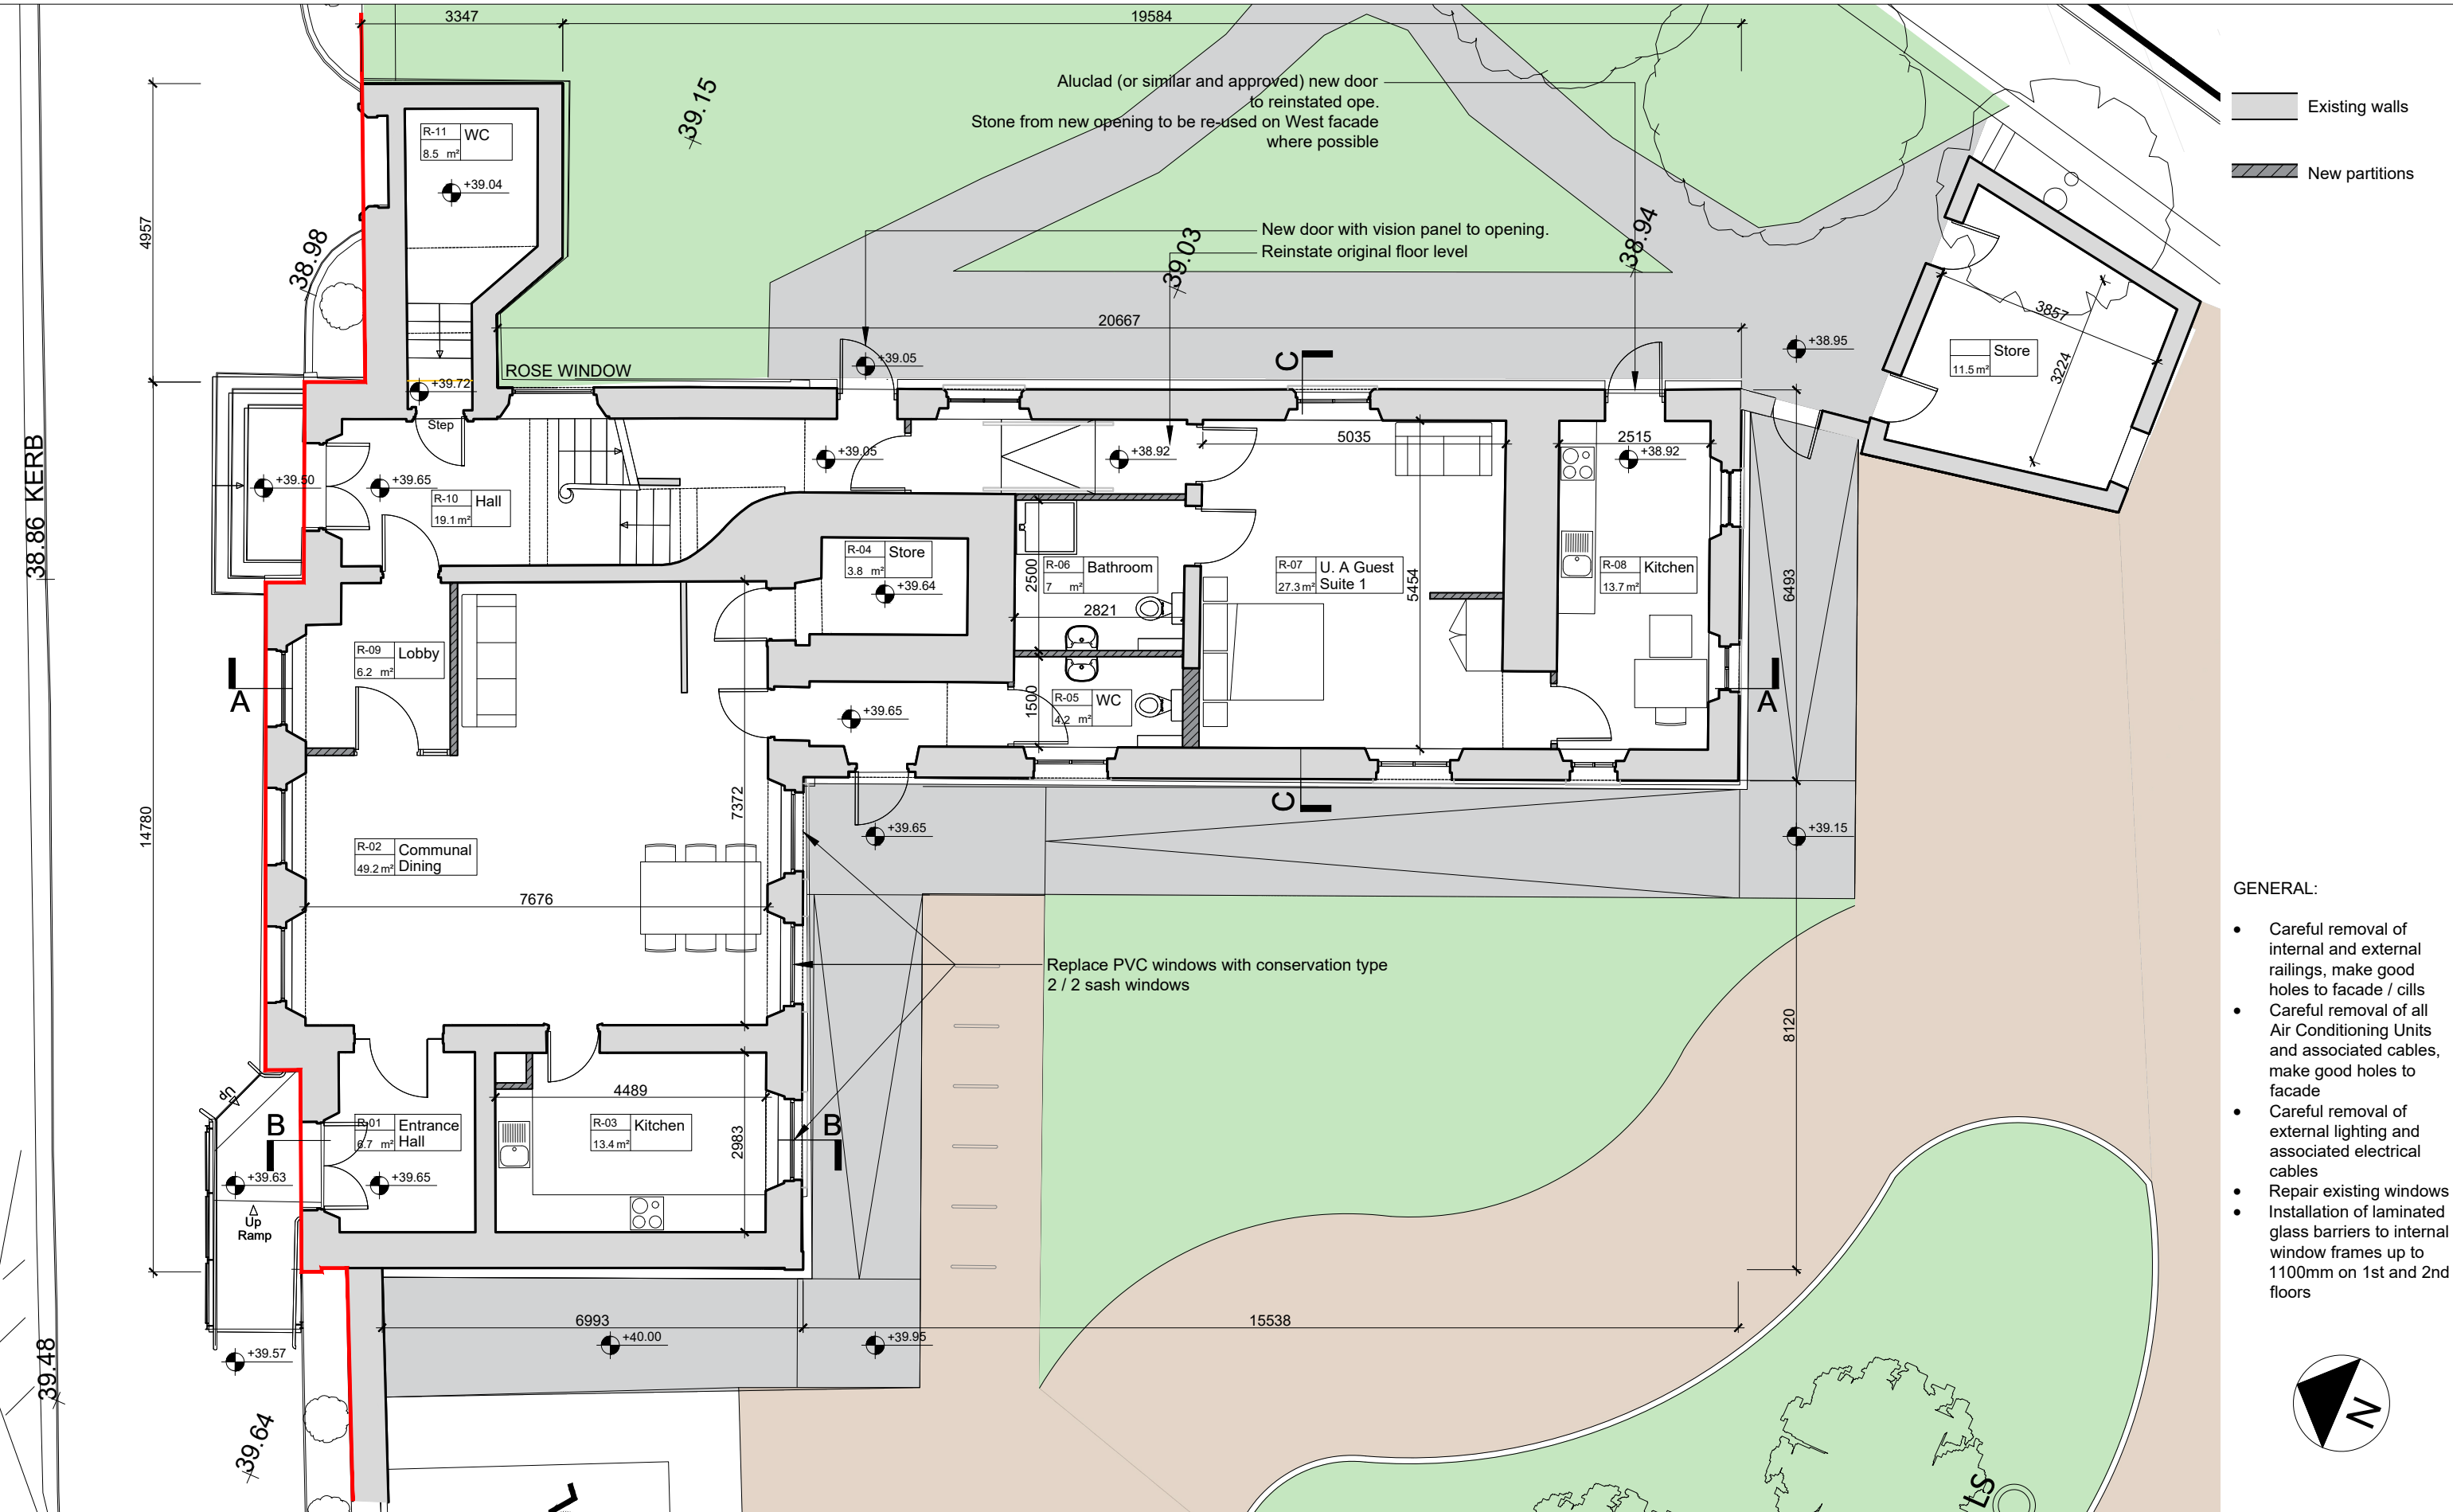 3347
19584
Aluclad (or similar and approved) new door
to reinstated ope.
Stone from new opening to be re-used on West facade
where possible
39.15
R-11
WC
8.5 m²
+39.04
4957
38.98
New door with vision panel to opening.
Reinstate original floor level
39.03
38.94
20667
ROSE WINDOW
+39.05
C
+38.95
3857
3224
Store
11.5 m²
+39.72
Step
+39.50
+39.65
R-10
Hall
19.1 m²
+39.05
+38.92
5035
2515
+38.92
38.86 KERB
R-04
Store
3.8 m²
+39.64
2500
R-06
Bathroom
7 m²
2821
R-07
U. A Guest
Suite 1
27.3 m²
5454
R-08
Kitchen
13.7 m²
6493
R-09
Lobby
6.2 m²
A
+39.65
1500
R-05
WC
4.2 m²
A
14780
7372
C
+39.65
+39.15
R-02
Communal
Dining
49.2 m²
7676
Replace PVC windows with conservation type
2 / 2 sash windows
8120
up
4489
B
R-01
Entrance
Hall
6.7 m²
R-03
Kitchen
13.4 m²
2983
B
+39.63
+39.65
Up
Ramp
6993
15538
+40.00
+39.95
+39.57
39.48
39.64
L
LS
Existing walls
New partitions
GENERAL:
• Careful removal of
internal and external
railings, make good
holes to facade / cills
• Careful removal of all
Air Conditioning Units
and associated cables,
make good holes to
facade
• Careful removal of
external lighting and
associated electrical
cables
• Repair existing windows
• Installation of laminated
glass barriers to internal
window frames up to
1100mm on 1st and 2nd
floors
N